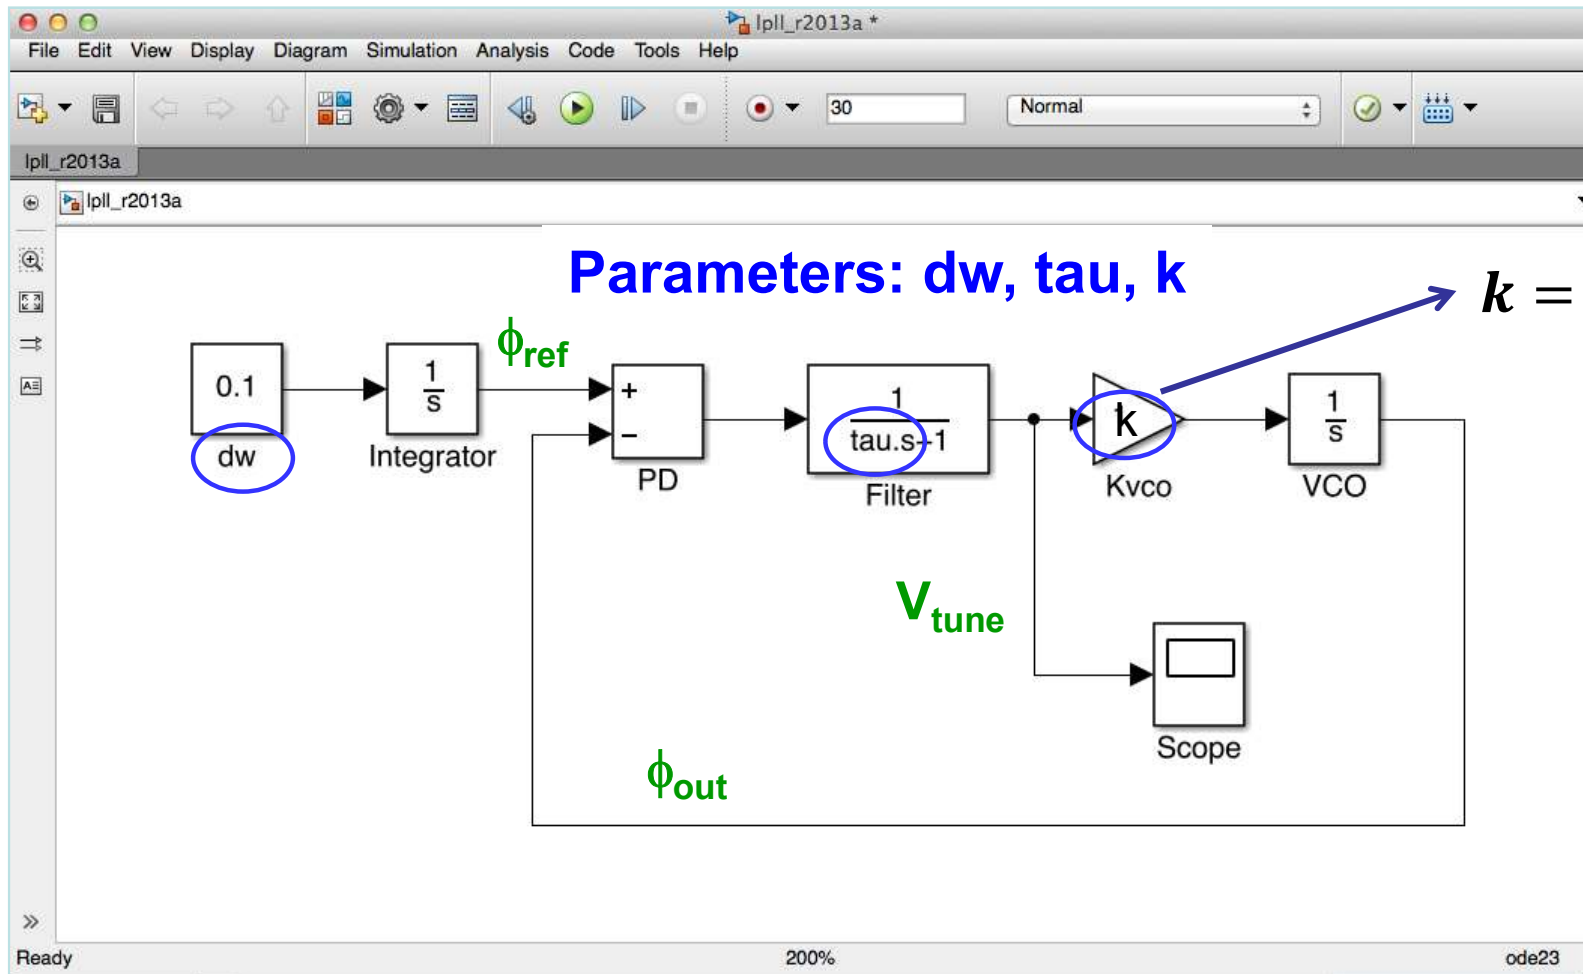 lpll_r2013a *
File Edit View Display Diagram Simulation Analysis Code Tools Help
30 Normal
lpll_r2013a
lpll_r2013a
Parameters: dw, tau, k
k =
ϕref
0.1
dw
1
s
Integrator
+
−
PD
1
tau.s+1
Filter
k
Kvco
1
s
VCO
Vtune
Scope
ϕout
Ready 200% ode23